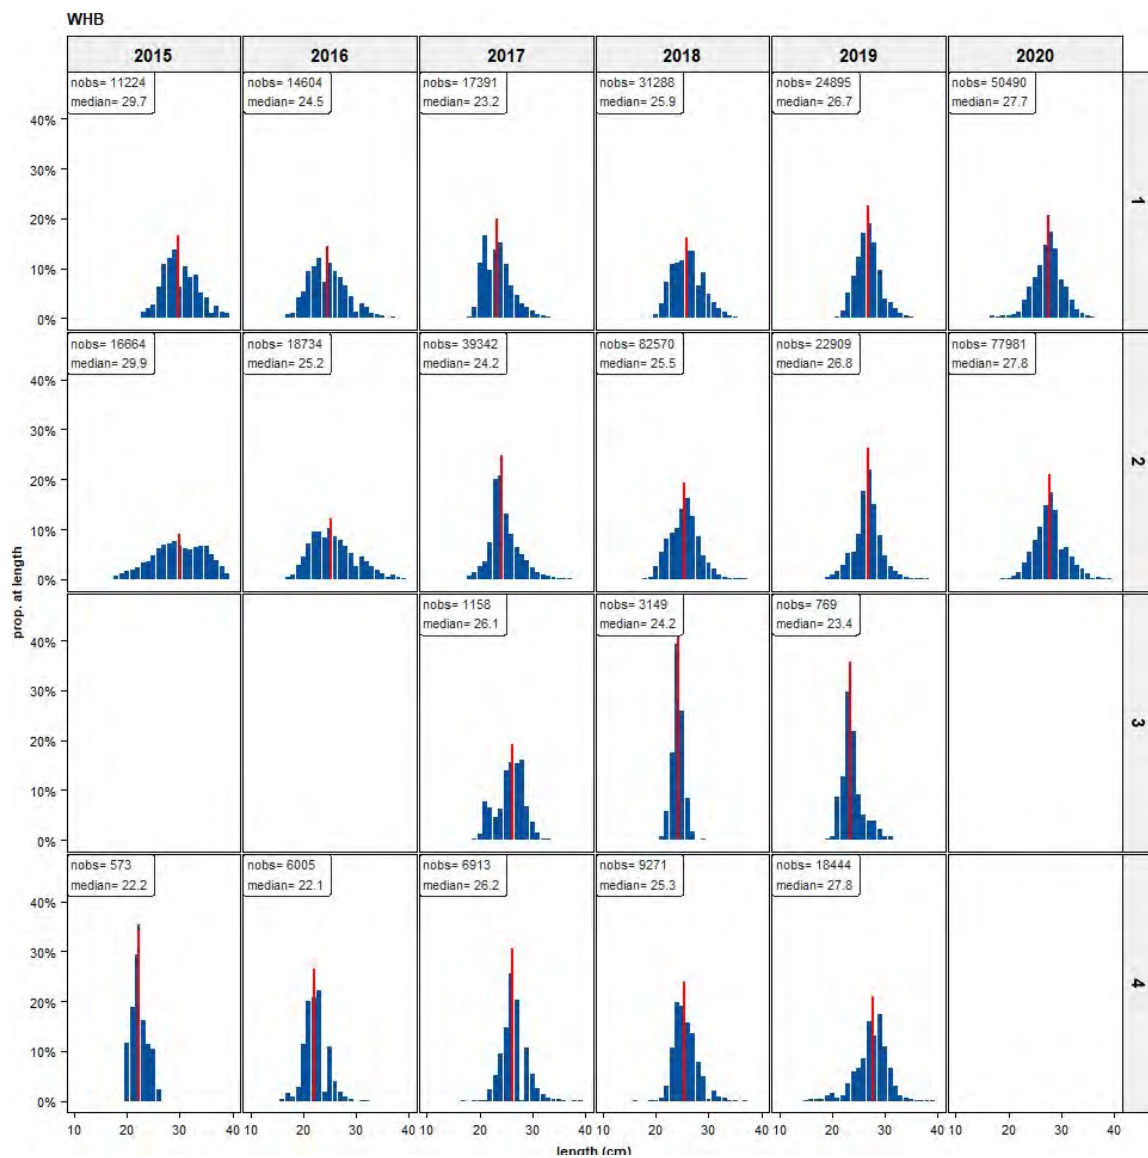 WHB
2015 2016 2017 2018 2019 2020
nobs= 11224 nobs= 14604 nobs= 17391 nobs= 31288 nobs= 24895 nobs= 50490
median= 29.7 median= 24.5 median= 23.2 median= 25.9 median= 26.7 median= 27.7
40%
30%
20%
10%
0%
1
nobs= 16664 nobs= 18734 nobs= 39342 nobs= 82570 nobs= 22909 nobs= 77981
median= 29.9 median= 25.2 median= 24.2 median= 25.5 median= 26.8 median= 27.8
40%
30%
20%
10%
0%
2
prop. at length
nobs= 1158 nobs= 3149 nobs= 769
median= 26.1 median= 24.2 median= 23.4
40%
30%
20%
10%
0%
3
nobs= 573 nobs= 6005 nobs= 6913 nobs= 9271 nobs= 18444
median= 22.2 median= 22.1 median= 26.2 median= 25.3 median= 27.8
40%
30%
20%
10%
0%
4
10 20 30 40 10 20 30 40 10 20 30 40 10 20 30 40 10 20 30 40 10 20 30 40
length (cm)